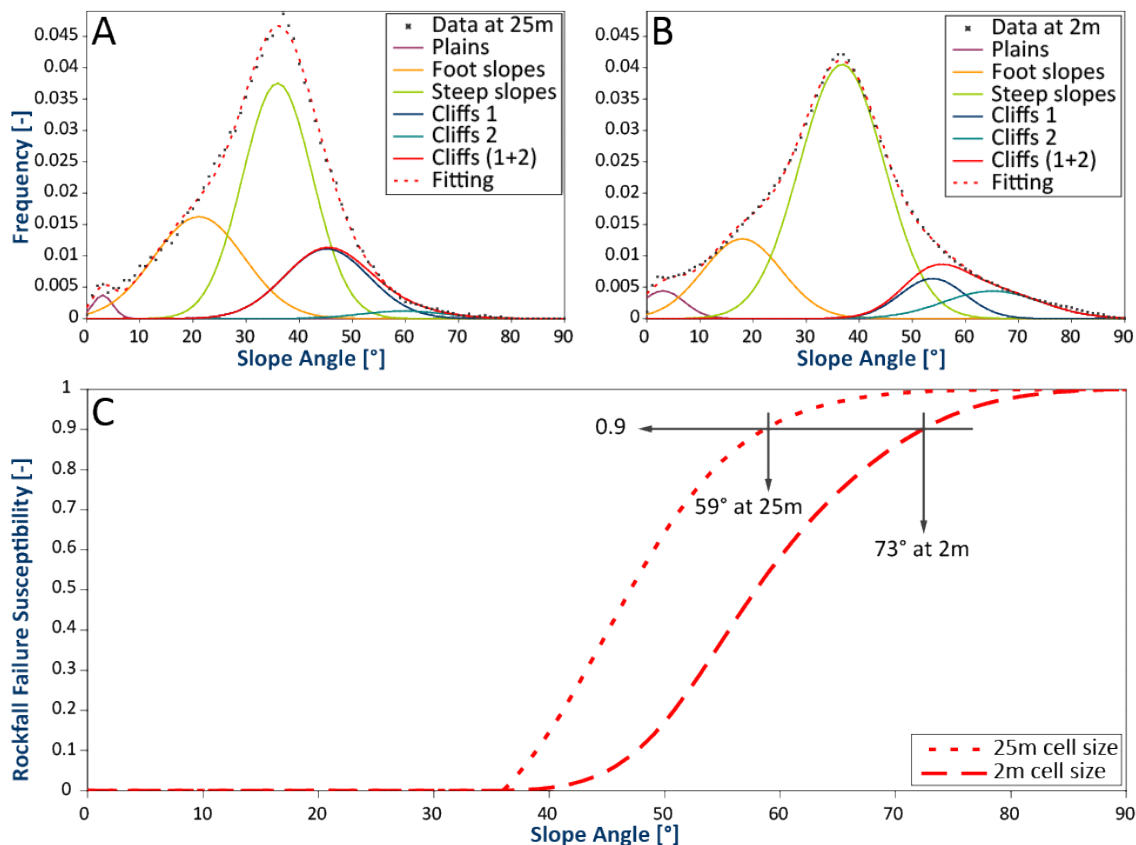 A
Frequency [-]
0.045
0.04
0.035
0.03
0.025
0.02
0.015
0.01
0.005
0
0 10 20 30 40 50 60 70 80 90
Slope Angle [°]
Data at 25m
Plains
Foot slopes
Steep slopes
Cliffs 1
Cliffs 2
Cliffs (1+2)
Fitting
B
0.045
0.04
0.035
0.03
0.025
0.02
0.015
0.01
0.005
0
0 10 20 30 40 50 60 70 80 90
Slope Angle [°]
Data at 2m
Plains
Foot slopes
Steep slopes
Cliffs 1
Cliffs 2
Cliffs (1+2)
Fitting
C
Rockfall Failure Susceptibility [-]
1
0.9
0.8
0.7
0.6
0.5
0.4
0.3
0.2
0.1
0
0.9
59° at 25m
73° at 2m
25m cell size
2m cell size
0 10 20 30 40 50 60 70 80 90
Slope Angle [°]